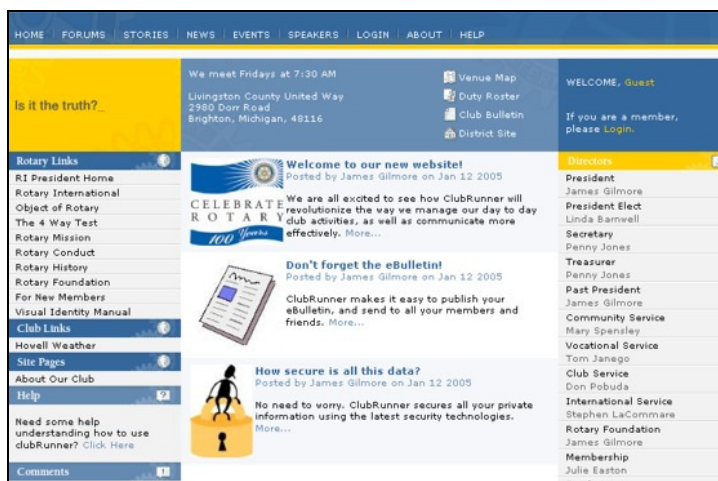 HOME FORUMS STORIES NEWS EVENTS SPEAKERS LOGIN ABOUT HELP
Is it the truth?_
We meet Fridays at 7:30 AM
Livingston County United Way
2980 Dorr Road
Brighton, Michigan, 48116
Venue Map
Duty Roster
Club Bulletin
District Site
WELCOME, Guest
If you are a member,
please Login.
Rotary Links
RI President Home
Rotary International
Object of Rotary
The 4 Way Test
Rotary Mission
Rotary Conduct
Rotary History
Rotary Foundation
For New Members
Visual Identity Manual
Club Links
Hovell Weather
Site Pages
About Our Club
Help
Need some help
understanding how to use
clubRunner? Click Here
Comments
CELEBRATE
ROTARY
100 Years
Welcome to our new website!
Posted by James Gilmore on Jan 12 2005
We are all excited to see how ClubRunner will
revolutionize the way we manage our day to day
club activities, as well as communicate more
effectively. More...
Don't forget the eBulletin!
Posted by James Gilmore on Jan 12 2005
ClubRunner makes it easy to publish your
eBulletin, and send to all your members and
friends. More...
How secure is all this data?
Posted by James Gilmore on Jan 12 2005
No need to worry. ClubRunner secures all your private
information using the latest security technologies.
More...
Directors
President
James Gilmore
President Elect
Linda Barnwell
Secretary
Penny Jones
Treasurer
Penny Jones
Past President
James Gilmore
Community Service
Mary Spensley
Vocational Service
Tom Janego
Club Service
Don Pobuda
International Service
Stephen LaCommare
Rotary Foundation
James Gilmore
Membership
Julie Easton